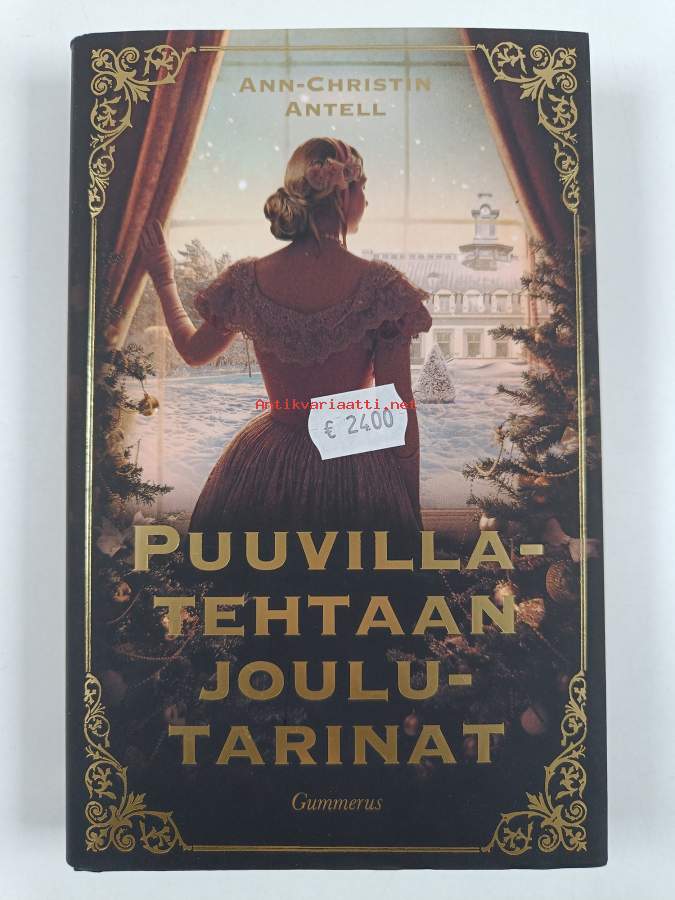 ANN-CHRISTIN
ANTELL
Antikvariaatti.net
€ 2400
PUUVILLA-
TEHTAAN
JOULU-
TARINAT
Gummerus